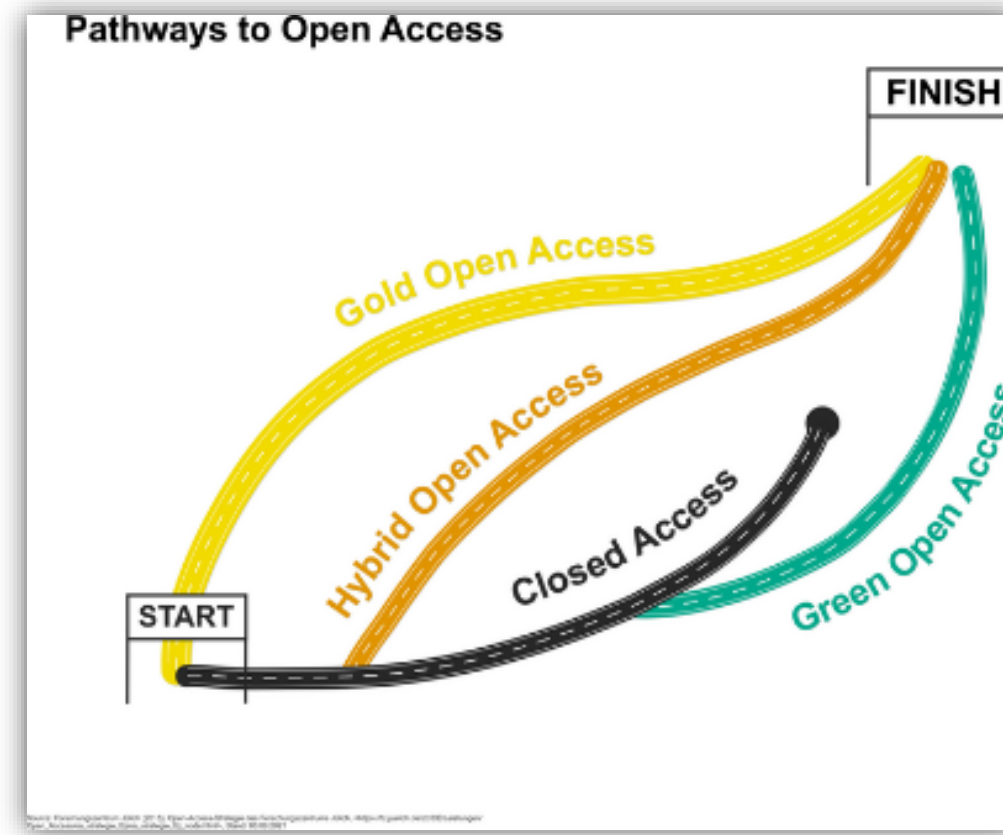 Pathways to Open Access
FINISH
Gold Open Access
Hybrid Open Access
Closed Access
Green Open Access
START